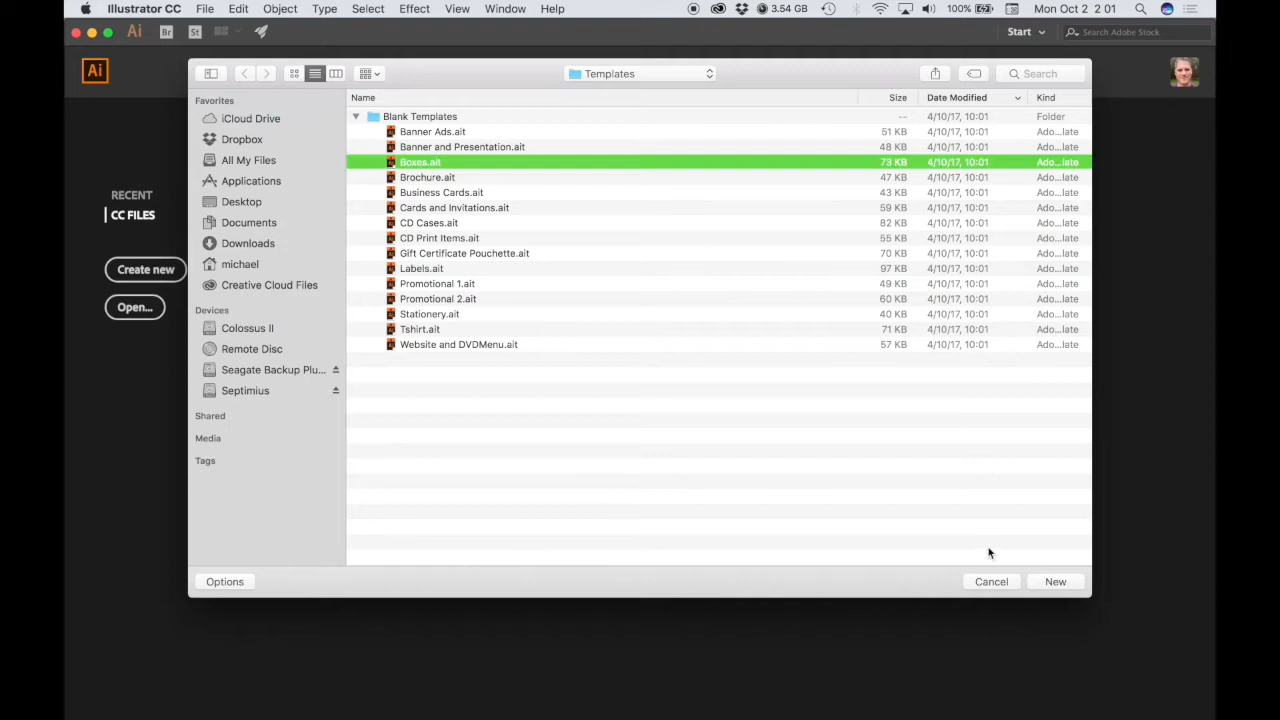 Illustrator CC File Edit Object Type Select Effect View Window Help 3.54 GB 100% Mon Oct 2 2 01
Ai Br St Start Search Adobe Stock
Ai
Templates Search
Favorites
iCloud Drive
Dropbox
All My Files
Applications
Desktop
Documents
Downloads
michael
Creative Cloud Files
Devices
Colossus II
Remote Disc
Seagate Backup Plu...
Septimius
Shared
Media
Tags
RECENT
CC FILES
Create new
Open...
Name Size Date Modified Kind
Blank Templates -- 4/10/17, 10:01 Folder
Banner Ads.ait 51 KB 4/10/17, 10:01 Ado...late
Banner and Presentation.ait 48 KB 4/10/17, 10:01 Ado...late
Boxes.ait 73 KB 4/10/17, 10:01 Ado...late
Brochure.ait 47 KB 4/10/17, 10:01 Ado...late
Business Cards.ait 43 KB 4/10/17, 10:01 Ado...late
Cards and Invitations.ait 59 KB 4/10/17, 10:01 Ado...late
CD Cases.ait 82 KB 4/10/17, 10:01 Ado...late
CD Print Items.ait 55 KB 4/10/17, 10:01 Ado...late
Gift Certificate Pouchette.ait 70 KB 4/10/17, 10:01 Ado...late
Labels.ait 97 KB 4/10/17, 10:01 Ado...late
Promotional 1.ait 49 KB 4/10/17, 10:01 Ado...late
Promotional 2.ait 60 KB 4/10/17, 10:01 Ado...late
Stationery.ait 40 KB 4/10/17, 10:01 Ado...late
Tshirt.ait 71 KB 4/10/17, 10:01 Ado...late
Website and DVDMenu.ait 57 KB 4/10/17, 10:01 Ado...late
Options Cancel New